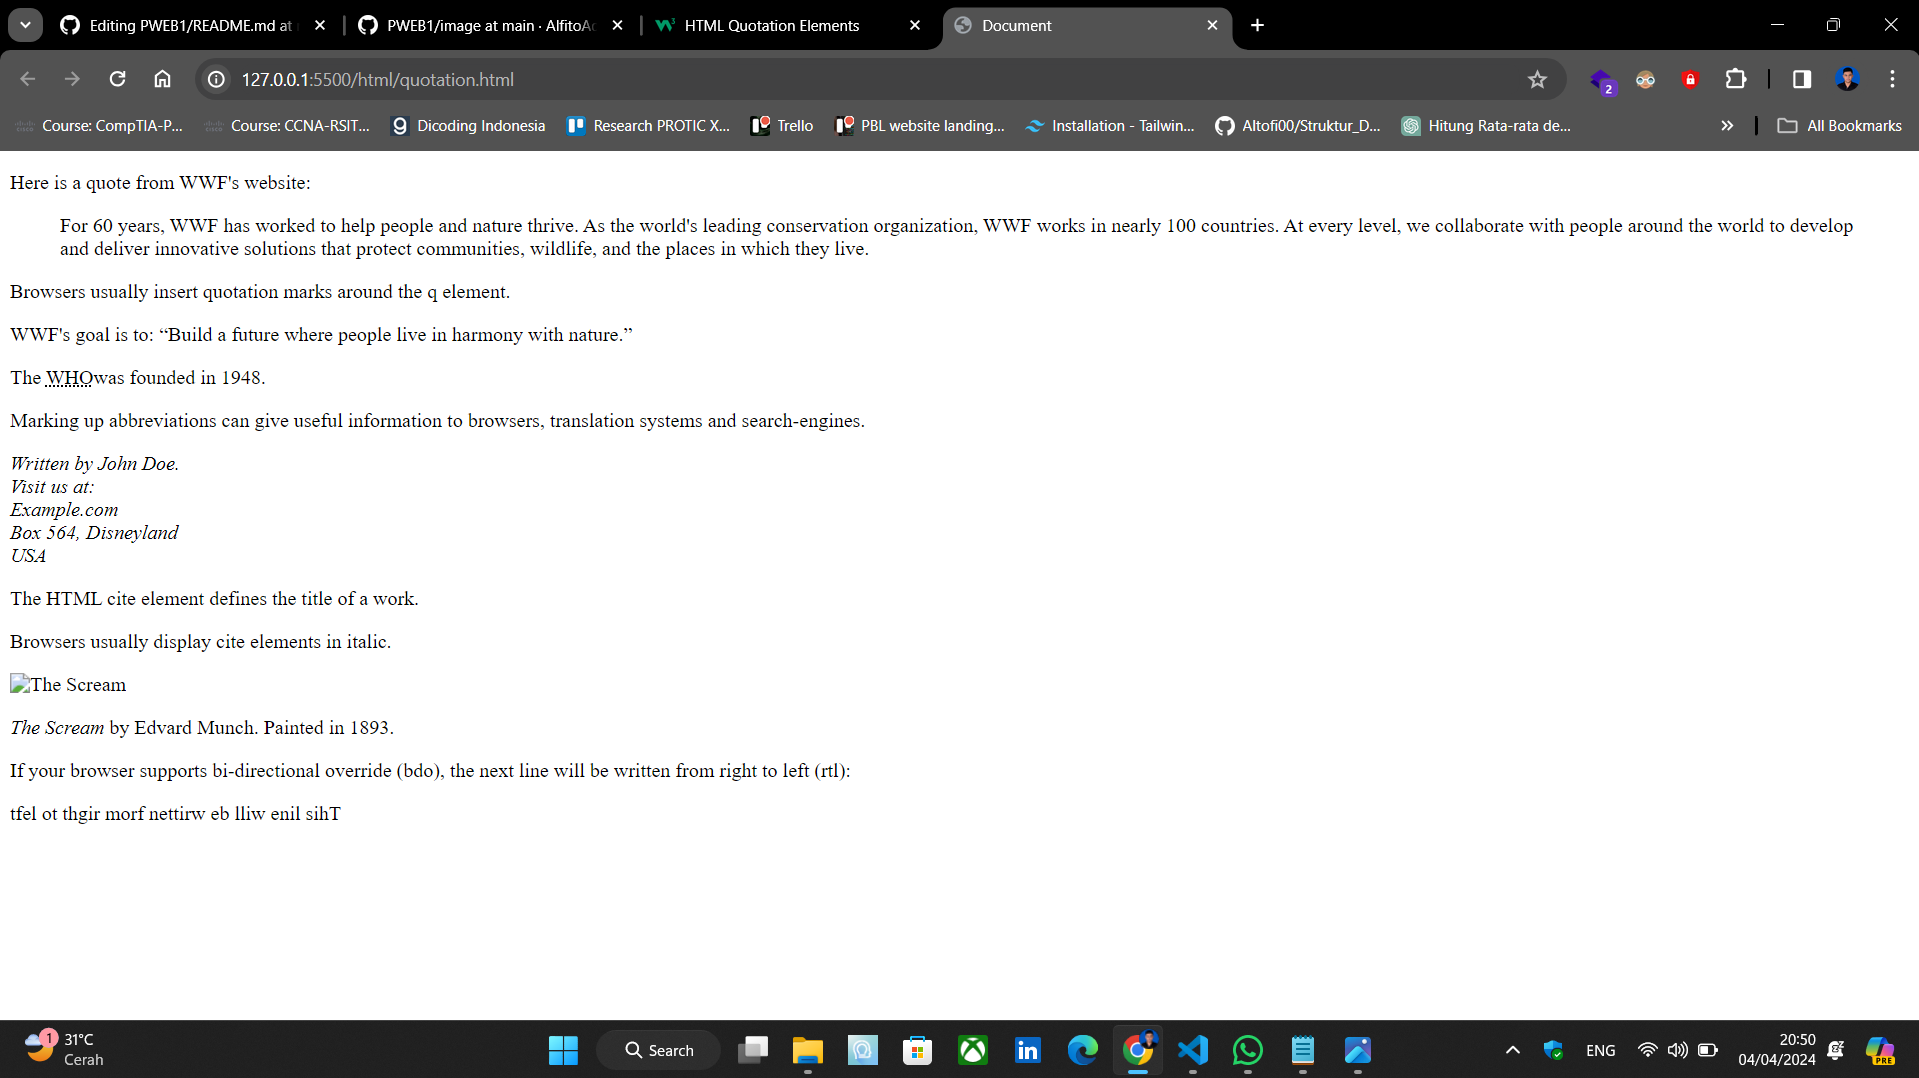 Editing PWEB1/README.md at
PWEB1/image at main · AlfitoAd
HTML Quotation Elements
Document
127.0.0.1:5500/html/quotation.html
2
Course: CompTIA-P...
Course: CCNA-RSIT...
Dicoding Indonesia
Research PROTIC X...
Trello
PBL website landing...
Installation - Tailwin...
Altofi00/Struktur_D...
Hitung Rata-rata de...
All Bookmarks
Here is a quote from WWF's website:
For 60 years, WWF has worked to help people and nature thrive. As the world's leading conservation organization, WWF works in nearly 100 countries. At every level, we collaborate with people around the world to develop
and deliver innovative solutions that protect communities, wildlife, and the places in which they live.
Browsers usually insert quotation marks around the q element.
WWF's goal is to: “Build a future where people live in harmony with nature.”
The WHOwas founded in 1948.
Marking up abbreviations can give useful information to browsers, translation systems and search-engines.
Written by John Doe.
Visit us at:
Example.com
Box 564, Disneyland
USA
The HTML cite element defines the title of a work.
Browsers usually display cite elements in italic.
The Scream
The Scream by Edvard Munch. Painted in 1893.
If your browser supports bi-directional override (bdo), the next line will be written from right to left (rtl):
tfel ot thgir morf nettirw eb lliw enil sihT
1
31°C
Cerah
Search
ENG
20:50
04/04/2024
PRE